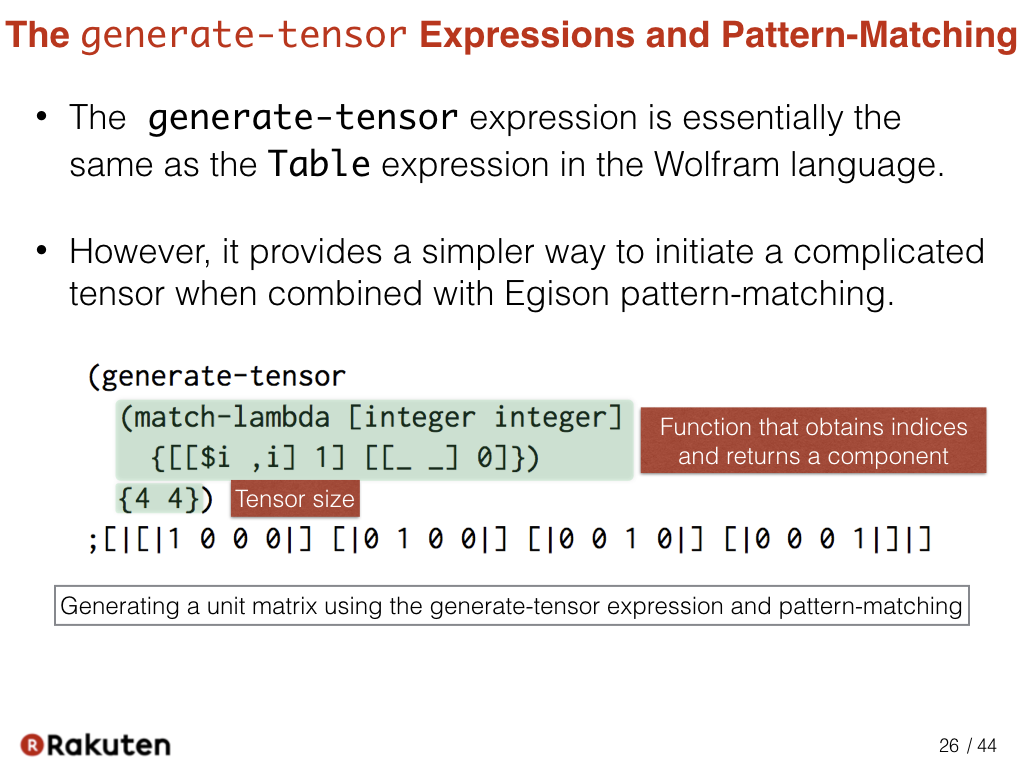 The generate-tensor Expressions and Pattern-Matching
• The generate-tensor expression is essentially the
same as the Table expression in the Wolfram language.
• However, it provides a simpler way to initiate a complicated
tensor when combined with Egison pattern-matching.
(generate-tensor
(match-lambda [integer integer]
{[[$i ,i] 1] [[_ _] 0]})
Function that obtains indices
and returns a component
{4 4})
Tensor size
;[|[|1 0 0 0|] [|0 1 0 0|] [|0 0 1 0|] [|0 0 0 1|]|]
Generating a unit matrix using the generate-tensor expression and pattern-matching
R Rakuten
26 / 44